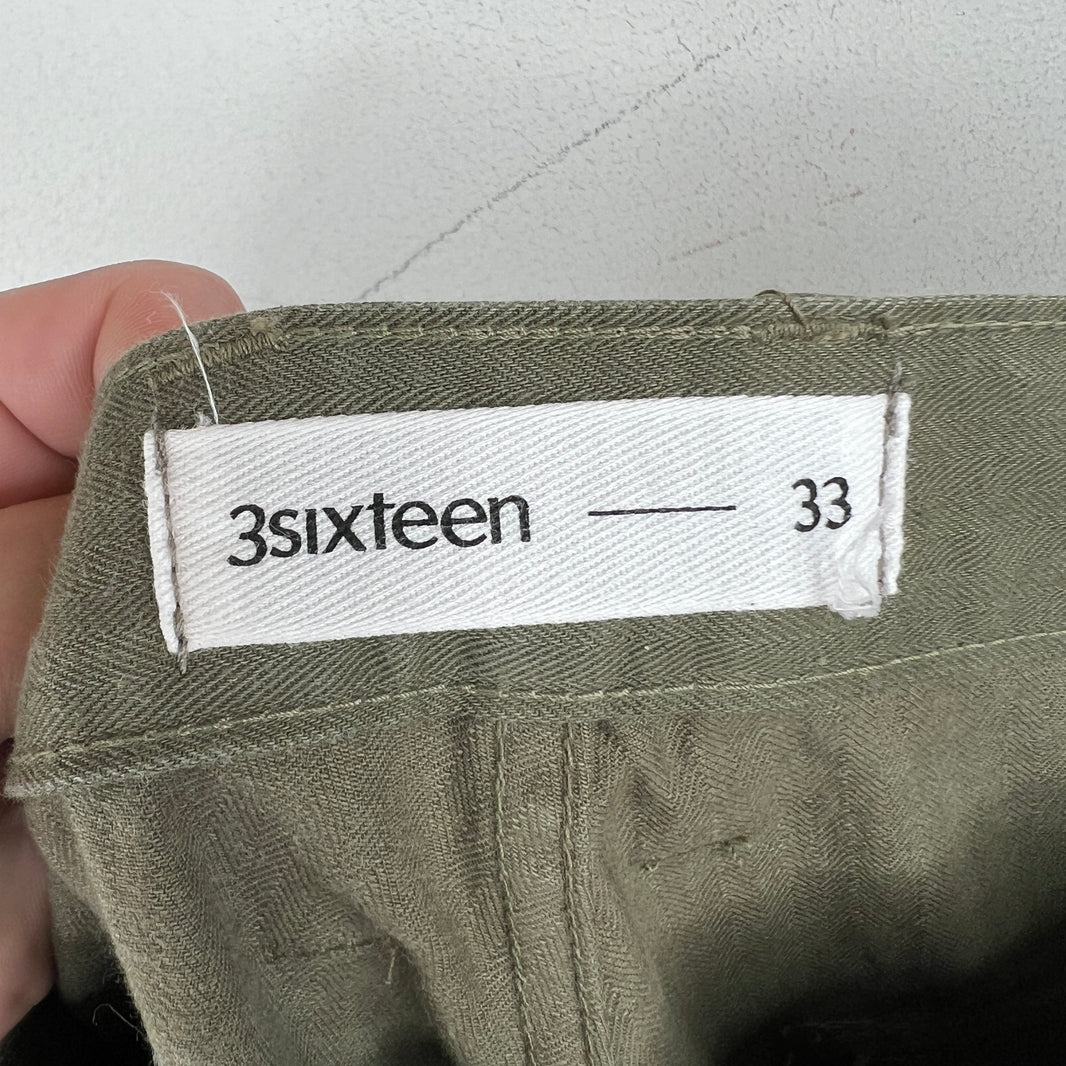 3sixteen — 33